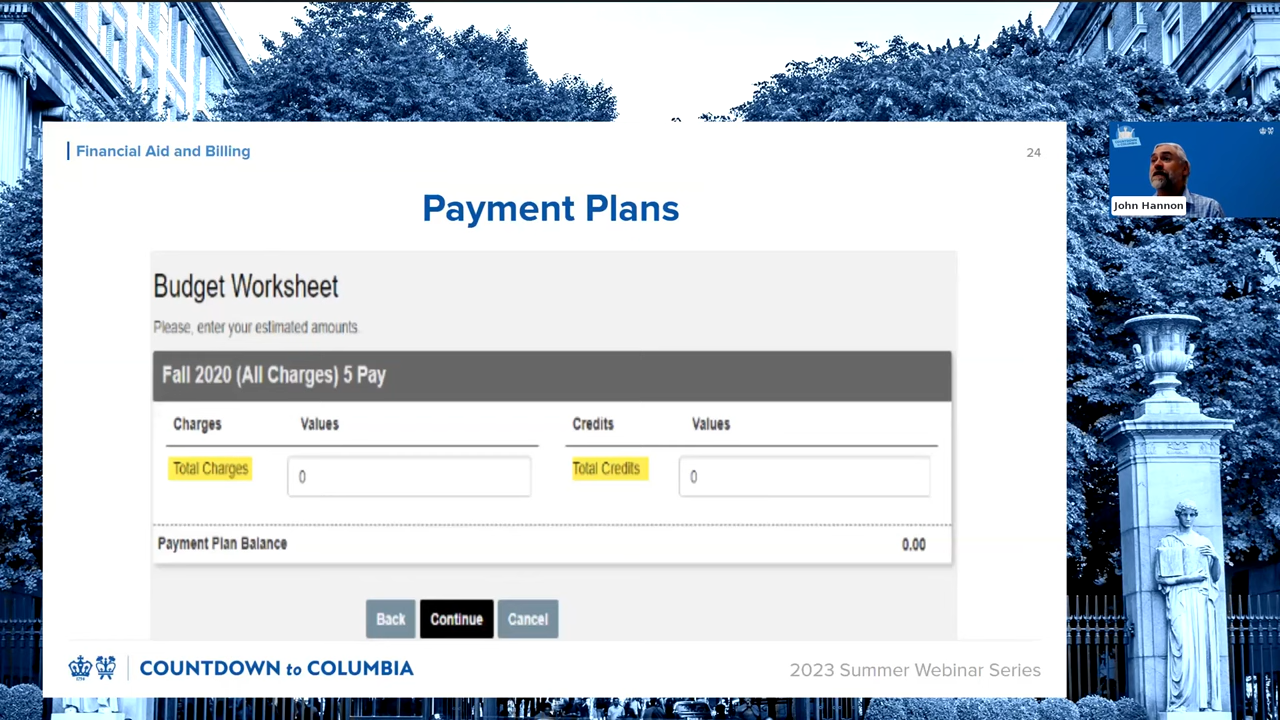 Financial Aid and Billing
24
Payment Plans
John Hannon
Budget Worksheet
Please, enter your estimated amounts.
Fall 2020 (All Charges) 5 Pay
Charges Values Credits Values
Total Charges 0 Total Credits 0
Payment Plan Balance 0.00
Back Continue Cancel
COUNTDOWN to COLUMBIA
2023 Summer Webinar Series